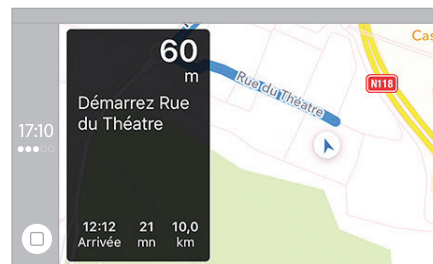 60
m
Démarrez Rue
du Théatre
17:10
12:12 21 10,0
Arrivée mn km
Rue du Théatre
N118
Cas